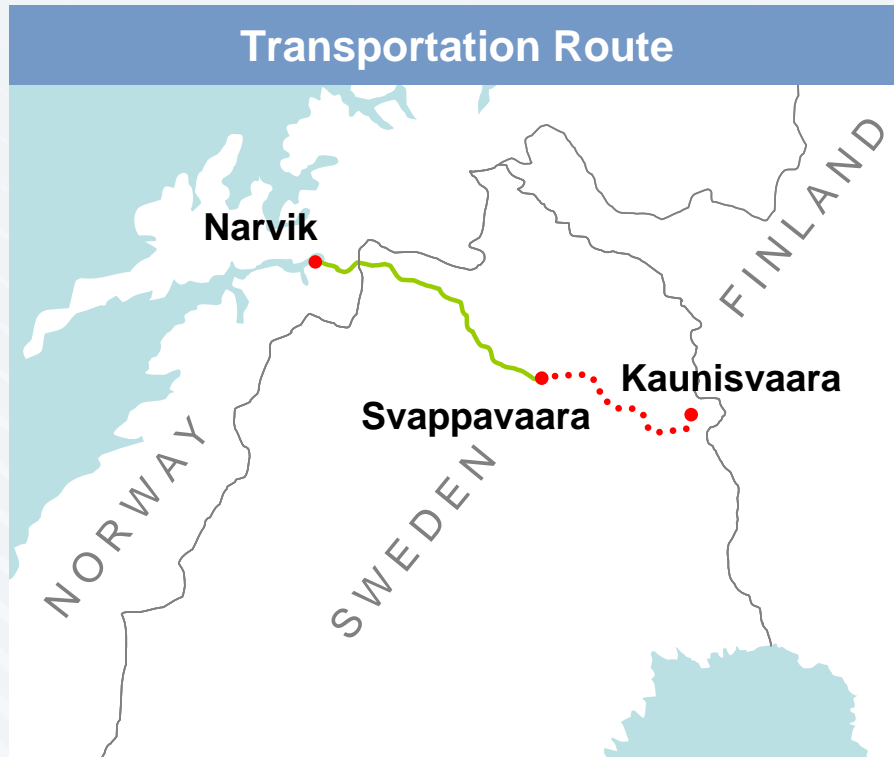 Transportation Route
FINLAND
Narvik
Kaunisvaara
Svappavaara
NORWAY
SWEDEN